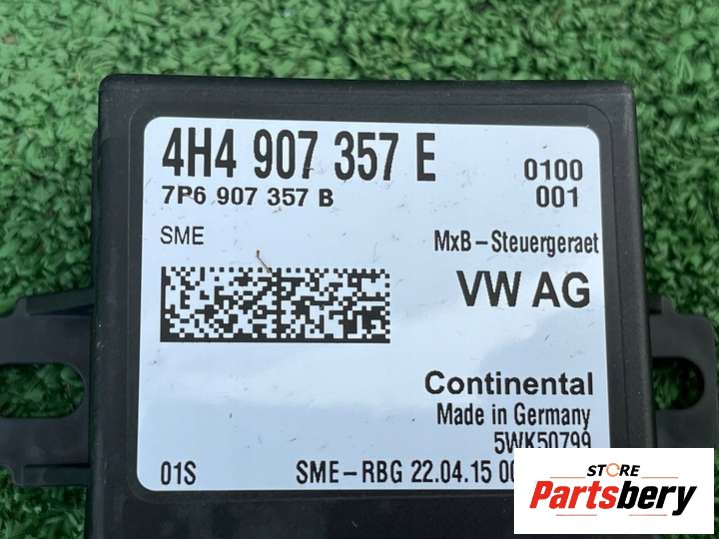 4H4 907 357 E 0100
7P6 907 357 B 001
SME MxB-Steuergeraet
VW AG
Continental
Made in Germany
5WK50799
01S SME-RBG 22.04.15 00
STORE
Partsbery